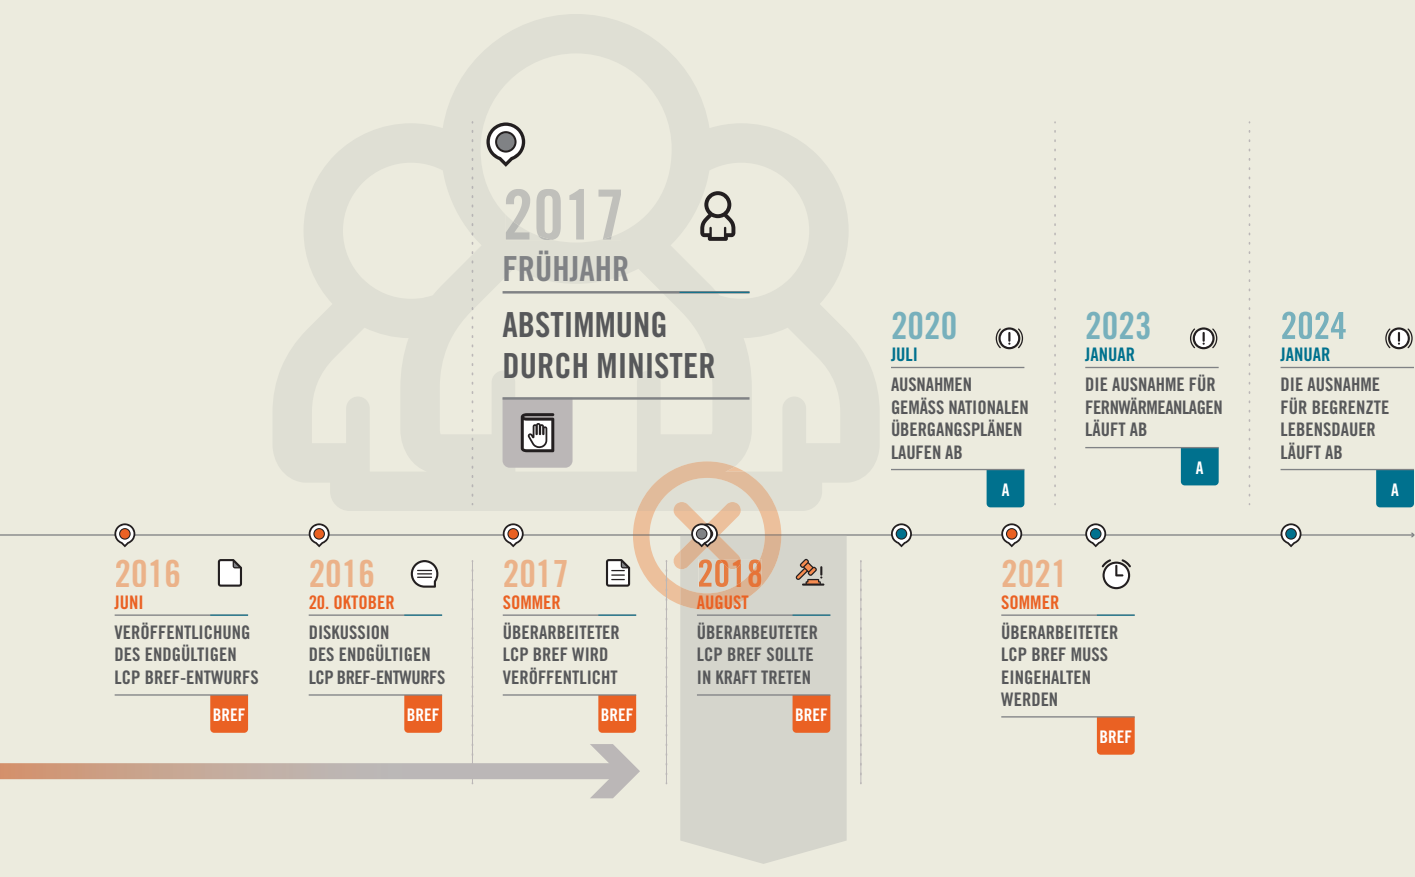 2017
FRÜHJAHR
ABSTIMMUNG
DURCH MINISTER
2020
JULI
AUSNAHMEN
GEMÄSS NATIONALEN
ÜBERGANGSPLÄNEN
LAUFEN AB
A
2023
JANUAR
DIE AUSNAHME FÜR
FERNWÄRMEANLAGEN
LÄUFT AB
A
2024
JANUAR
DIE AUSNAHME
FÜR BEGRENZTE
LEBENSDAUER
LÄUFT AB
A
2016
JUNI
VERÖFFENTLICHUNG
DES ENDGÜLTIGEN
LCP BREF-ENTWURFS
BREF
2016
20. OKTOBER
DISKUSSION
DES ENDGÜLTIGEN
LCP BREF-ENTWURFS
BREF
2017
SOMMER
ÜBERARBEITETER
LCP BREF WIRD
VERÖFFENTLICHT
BREF
2018
AUGUST
ÜBERARBEUTETER
LCP BREF SOLLTE
IN KRAFT TRETEN
BREF
2021
SOMMER
ÜBERARBEITETER
LCP BREF MUSS
EINGEHALTEN
WERDEN
BREF